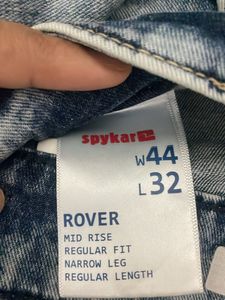 spykar
W44
L32
ROVER
MID RISE
REGULAR FIT
NARROW LEG
REGULAR LENGTH